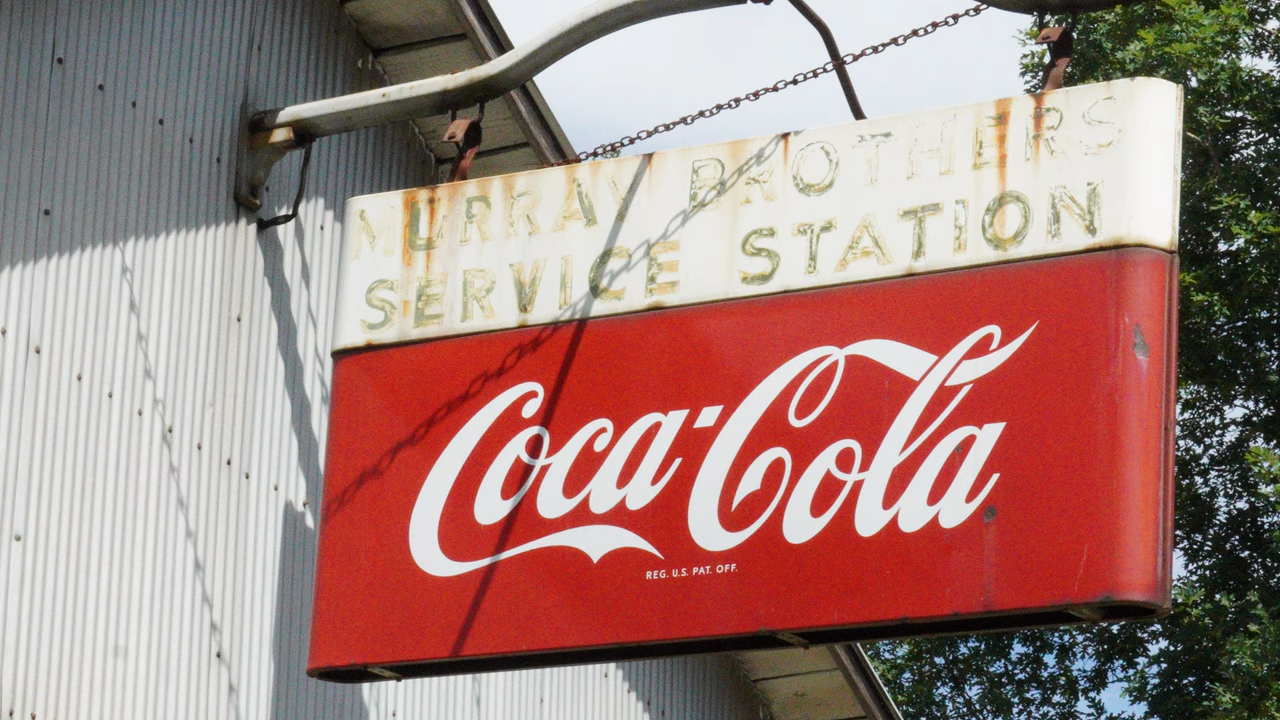 MURRAY BROTHERS
SERVICE STATION
Coca-Cola
REG. U.S. PAT. OFF.